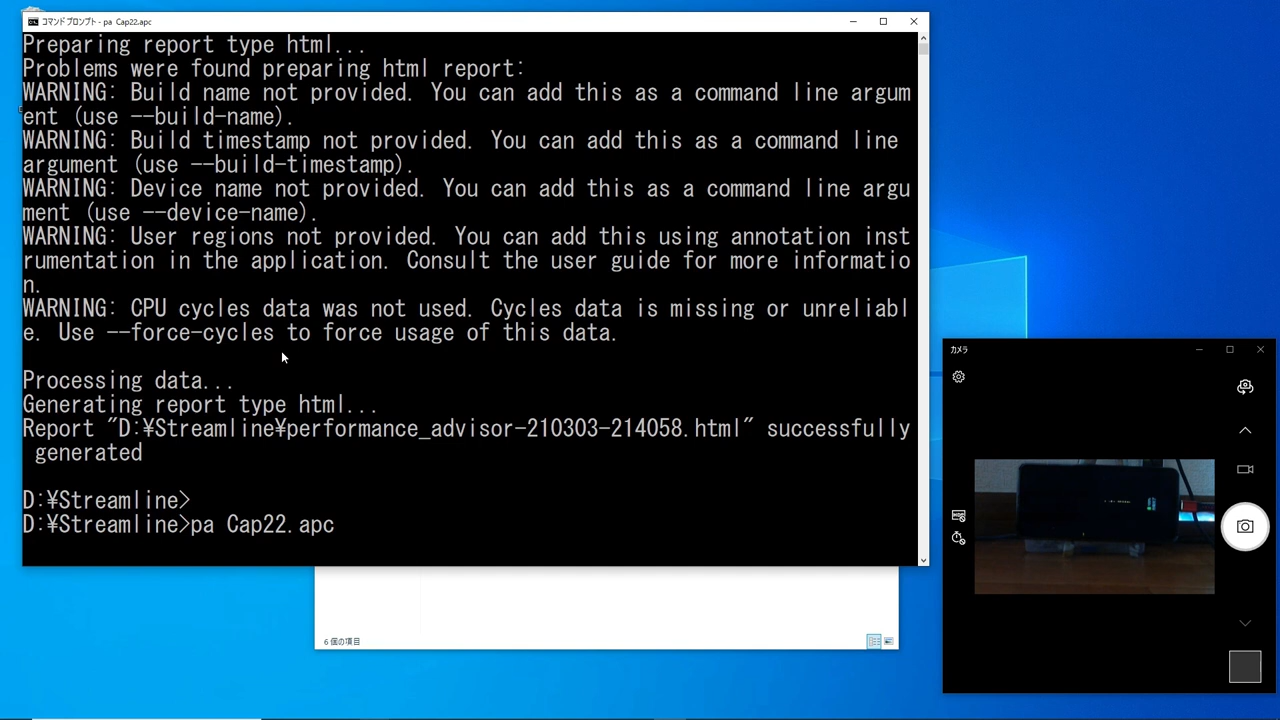 コマンド プロンプト - pa Cap22.apc
Preparing report type html...
Problems were found preparing html report:
WARNING: Build name not provided. You can add this as a command line argum
ent (use --build-name).
WARNING: Build timestamp not provided. You can add this as a command line
argument (use --build-timestamp).
WARNING: Device name not provided. You can add this as a command line argu
ment (use --device-name).
WARNING: User regions not provided. You can add this using annotation inst
rumentation in the application. Consult the user guide for more informatio
n.
WARNING: CPU cycles data was not used. Cycles data is missing or unreliabl
e. Use --force-cycles to force usage of this data.
Processing data...
Generating report type html...
Report "D:¥Streamline¥performance_advisor-210303-214058.html" successfully
generated
D:¥Streamline>
D:¥Streamline>pa Cap22.apc
6 個の項目
カメラ